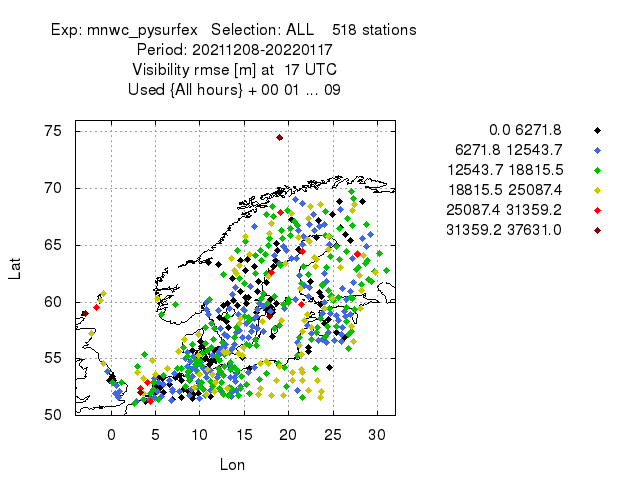 Exp: mnwc_pysurfex Selection: ALL 518 stations
Period: 20211208-20220117
Visibility rmse [m] at 17 UTC
Used {All hours} + 00 01 ... 09
0.0 6271.8
6271.8 12543.7
12543.7 18815.5
18815.5 25087.4
25087.4 31359.2
31359.2 37631.0
75
70
65
60
55
50
Lat
0 5 10 15 20 25 30
Lon